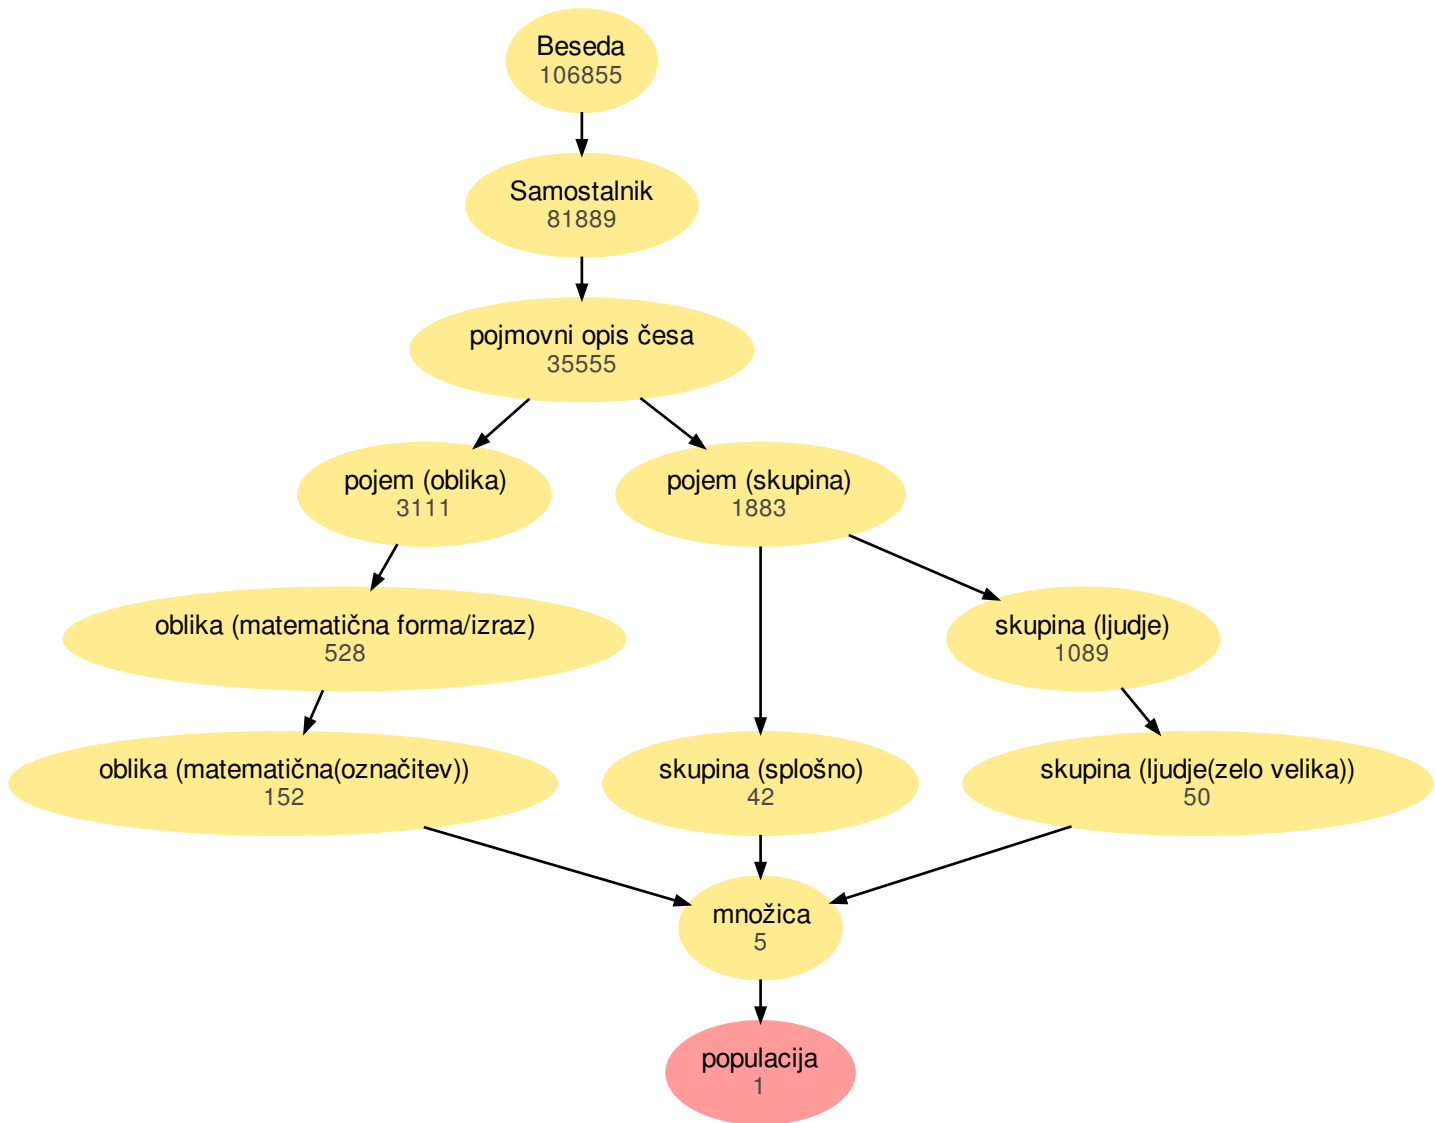 Beseda
106855
Samostalnik
81889
pojmovni opis česa
35555
pojem (oblika)
3111
pojem (skupina)
1883
oblika (matematična forma/izraz)
528
skupina (ljudje)
1089
oblika (matematična(označitev))
152
skupina (splošno)
42
skupina (ljudje(zelo velika))
50
množica
5
populacija
1